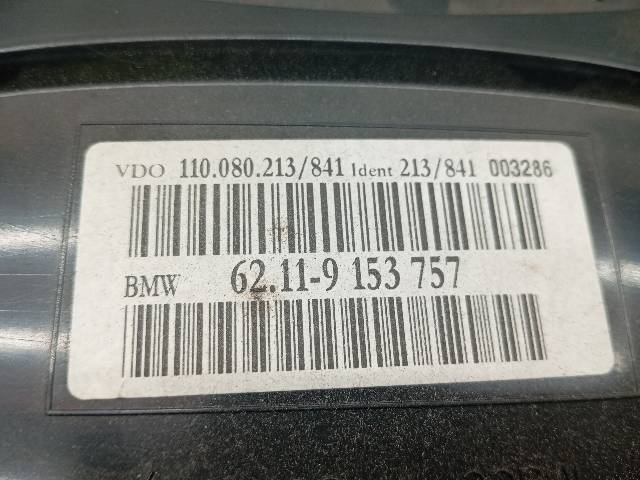 VDO 110.080.213/841 Ident 213/841 003286
BMW 62.11-9 153 757